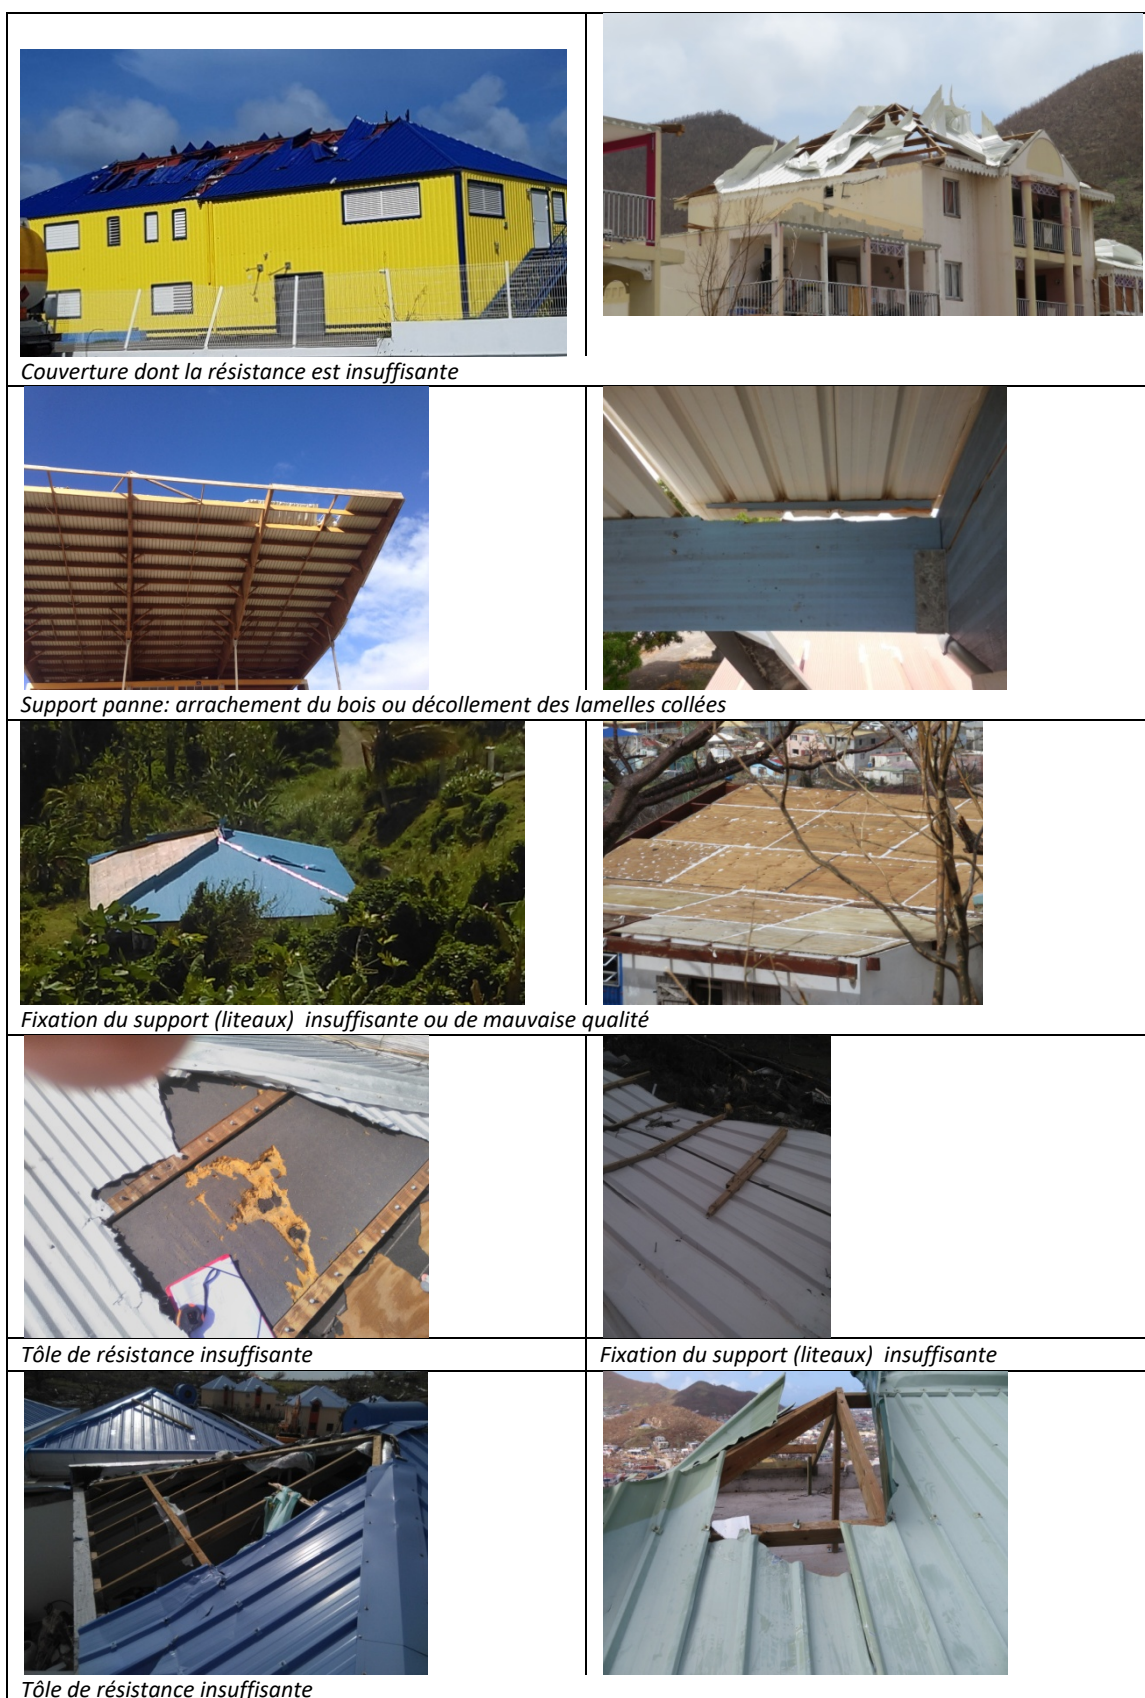 Couverture dont la résistance est insuffisante
Support panne: arrachement du bois ou décollement des lamelles collées
Fixation du support (liteaux)  insuffisante ou de mauvaise qualité
Tôle de résistance insuffisante
Fixation du support (liteaux)  insuffisante
Tôle de résistance insuffisante